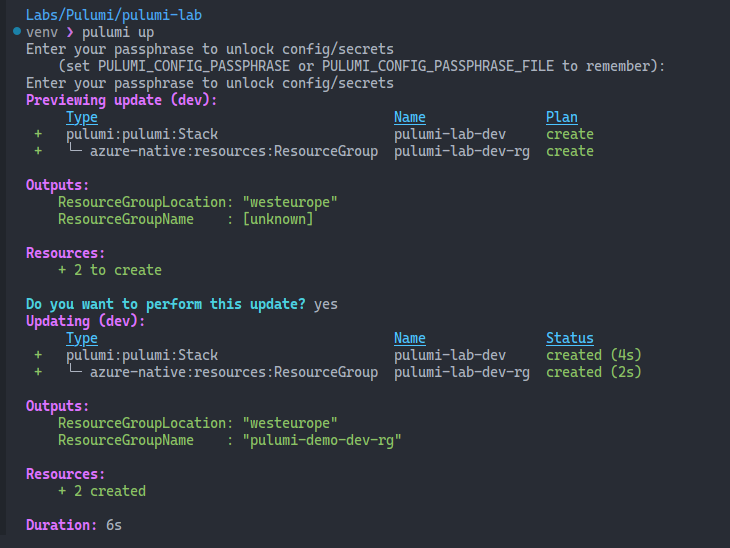 Labs/Pulumi/pulumi-lab
venv ❯ pulumi up
Enter your passphrase to unlock config/secrets
    (set PULUMI_CONFIG_PASSPHRASE or PULUMI_CONFIG_PASSPHRASE_FILE to remember):
Enter your passphrase to unlock config/secrets
Previewing update (dev):
     Type                                     Name               Plan
 +   pulumi:pulumi:Stack                      pulumi-lab-dev     create
 +   └─ azure-native:resources:ResourceGroup  pulumi-lab-dev-rg  create
Outputs:
    ResourceGroupLocation: "westeurope"
    ResourceGroupName    : [unknown]
Resources:
    + 2 to create
Do you want to perform this update? yes
Updating (dev):
     Type                                     Name               Status
 +   pulumi:pulumi:Stack                      pulumi-lab-dev     created (4s)
 +   └─ azure-native:resources:ResourceGroup  pulumi-lab-dev-rg  created (2s)
Outputs:
    ResourceGroupLocation: "westeurope"
    ResourceGroupName    : "pulumi-demo-dev-rg"
Resources:
    + 2 created
Duration: 6s